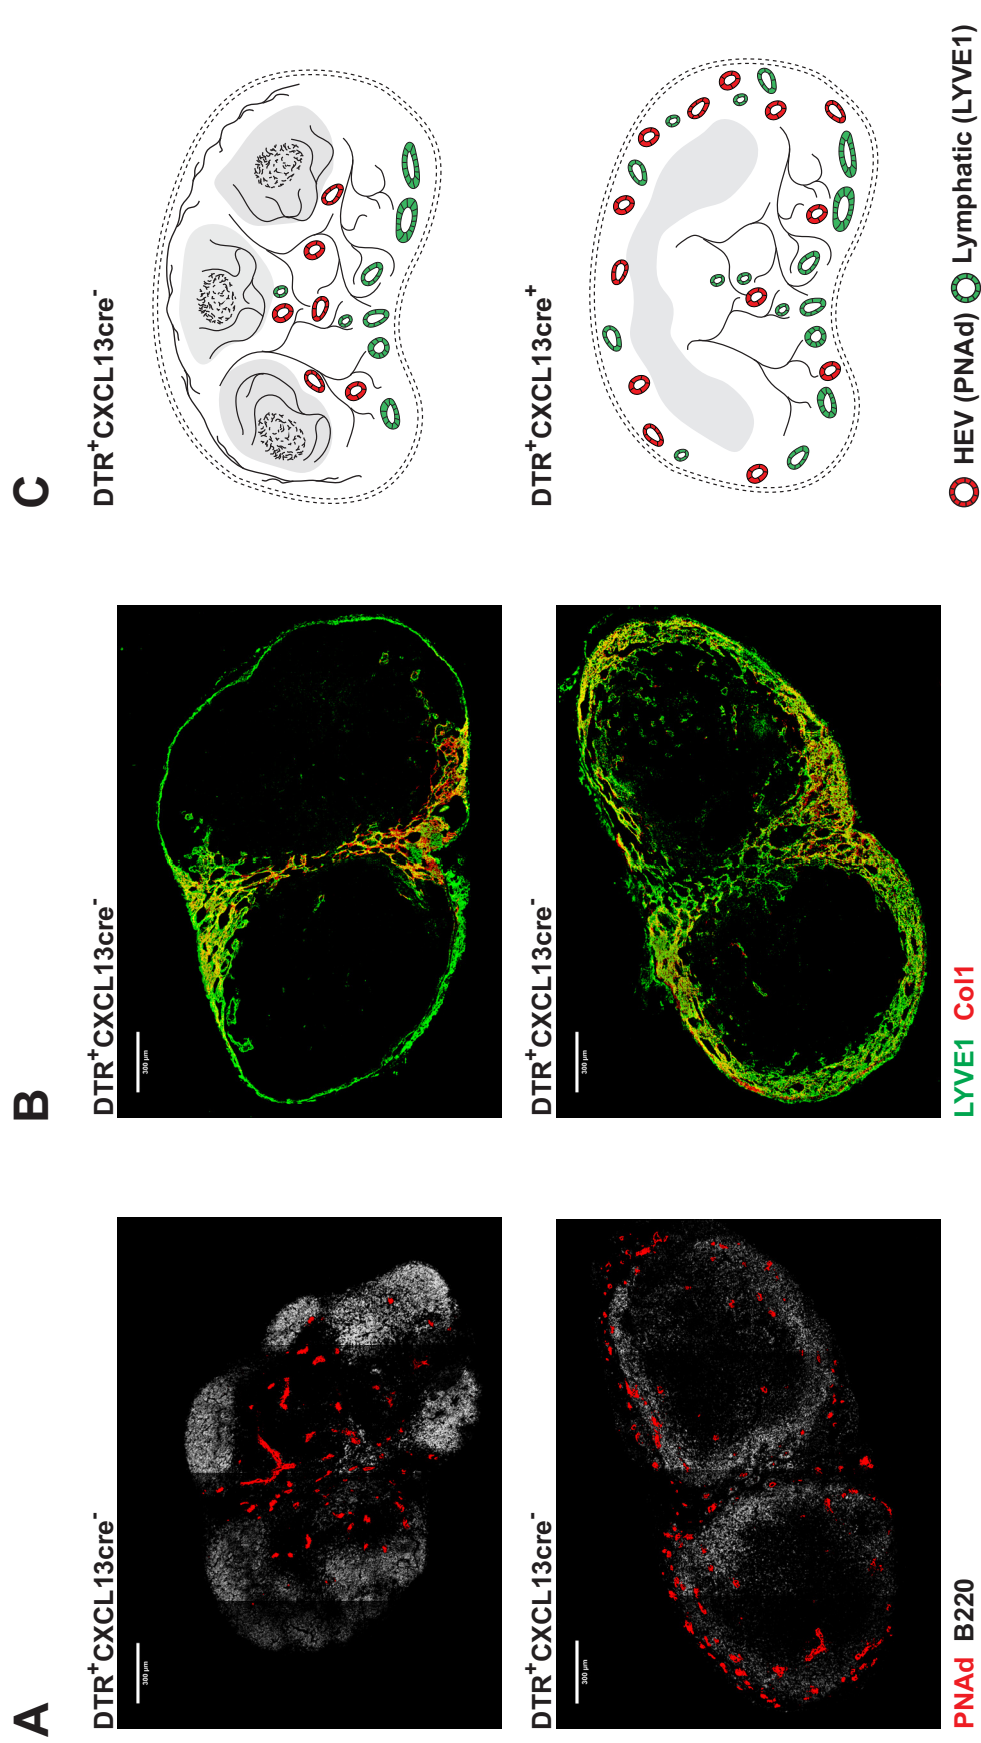 A
DTR+CXCL13cre-
300 µm
DTR+CXCL13cre-
300 µm
PNAd B220
B
DTR+CXCL13cre-
300 µm
DTR+CXCL13cre-
300 µm
LYVE1 Col1
C
DTR+CXCL13cre-
DTR+CXCL13cre+
HEV (PNAd) Lymphatic (LYVE1)